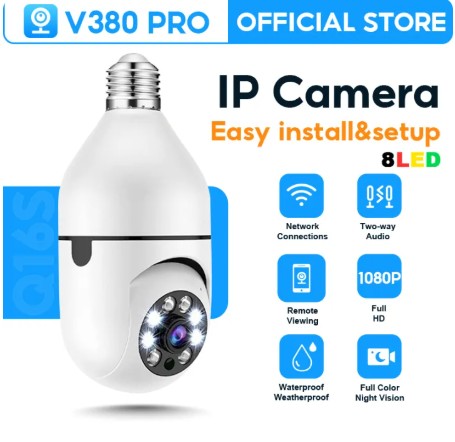 V380 PRO
OFFICIAL STORE
IP Camera
Easy install&setup
8LED
Q16S
Network
Connections
Two-way
Audio
Remote
Viewing
1080P
Full
HD
Waterproof
Weatherproof
Full Color
Night Vision